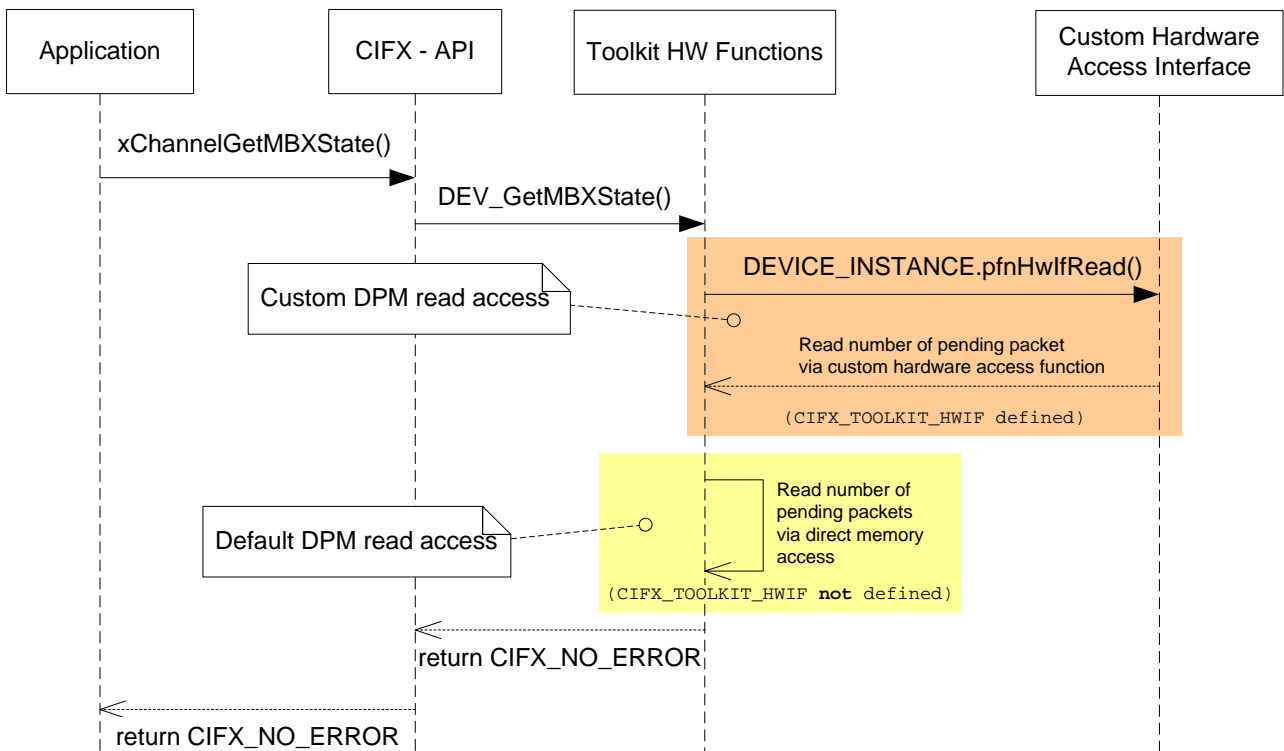 Application
CIFX - API
Toolkit HW Functions
Custom Hardware
Access Interface
xChannelGetMBXState()
DEV_GetMBXState()
DEVICE_INSTANCE.pfnHwIfRead()
Custom DPM read access
Read number of pending packet
via custom hardware access function
(CIFX_TOOLKIT_HWIF defined)
Read number of
pending packets
via direct memory
access
Default DPM read access
(CIFX_TOOLKIT_HWIF not defined)
return CIFX_NO_ERROR
return CIFX_NO_ERROR